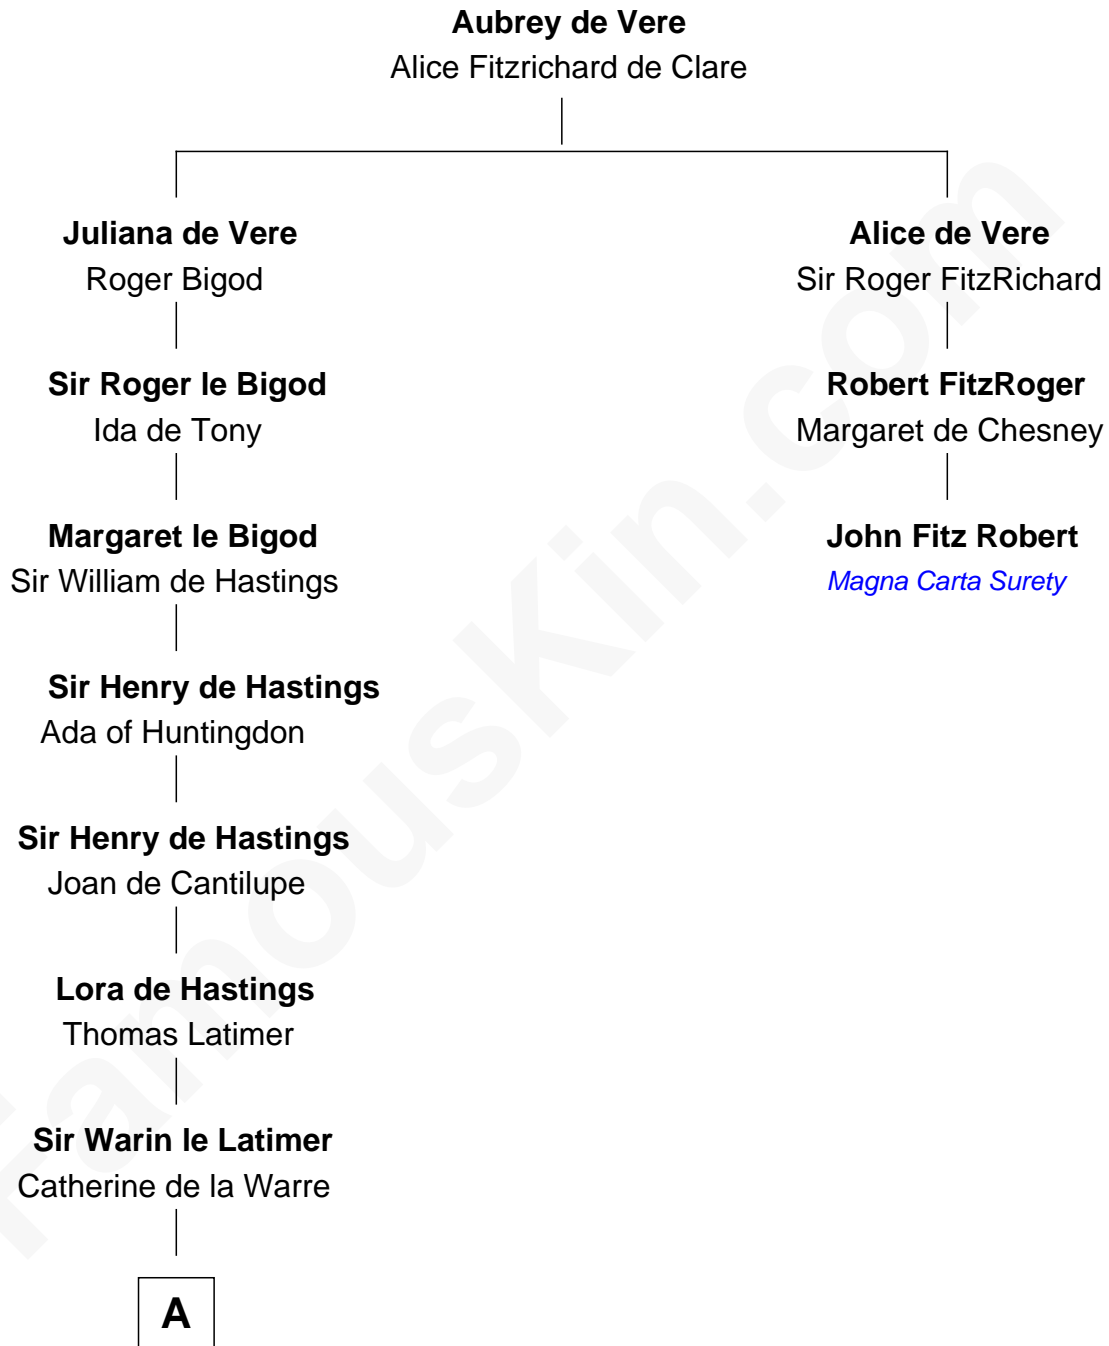 Aubrey de Vere
Alice Fitzrichard de Clare
Juliana de Vere
Roger Bigod
Alice de Vere
Sir Roger FitzRichard
Sir Roger le Bigod
Ida de Tony
Robert FitzRoger
Margaret de Chesney
Margaret le Bigod
Sir William de Hastings
John Fitz Robert
Magna Carta Surety
Sir Henry de Hastings
Ada of Huntingdon
Sir Henry de Hastings
Joan de Cantilupe
Lora de Hastings
Thomas Latimer
Sir Warin le Latimer
Catherine de la Warre
A
FamousKin.com